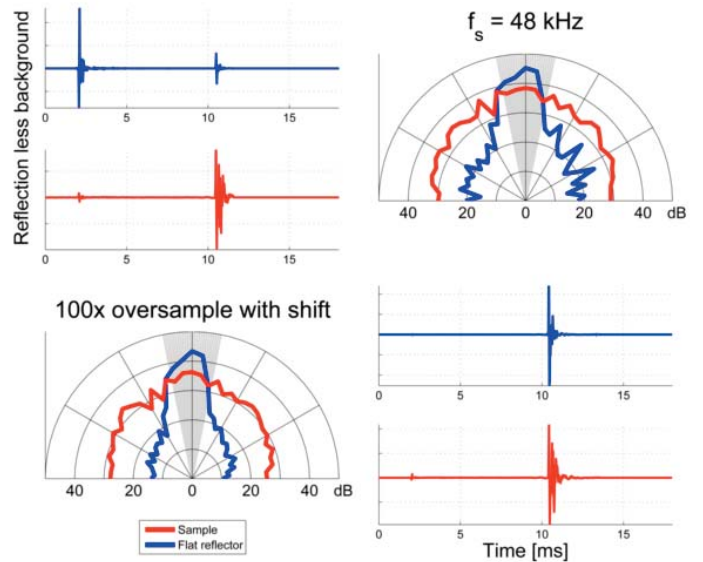 Reflection less background
0 5 10 15
0 5 10 15
f_s = 48 kHz
40 20 0 20 40 dB
100x oversample with shift
40 20 0 20 40 dB
Sample
Flat reflector
0 5 10 15
0 5 10 15
Time [ms]